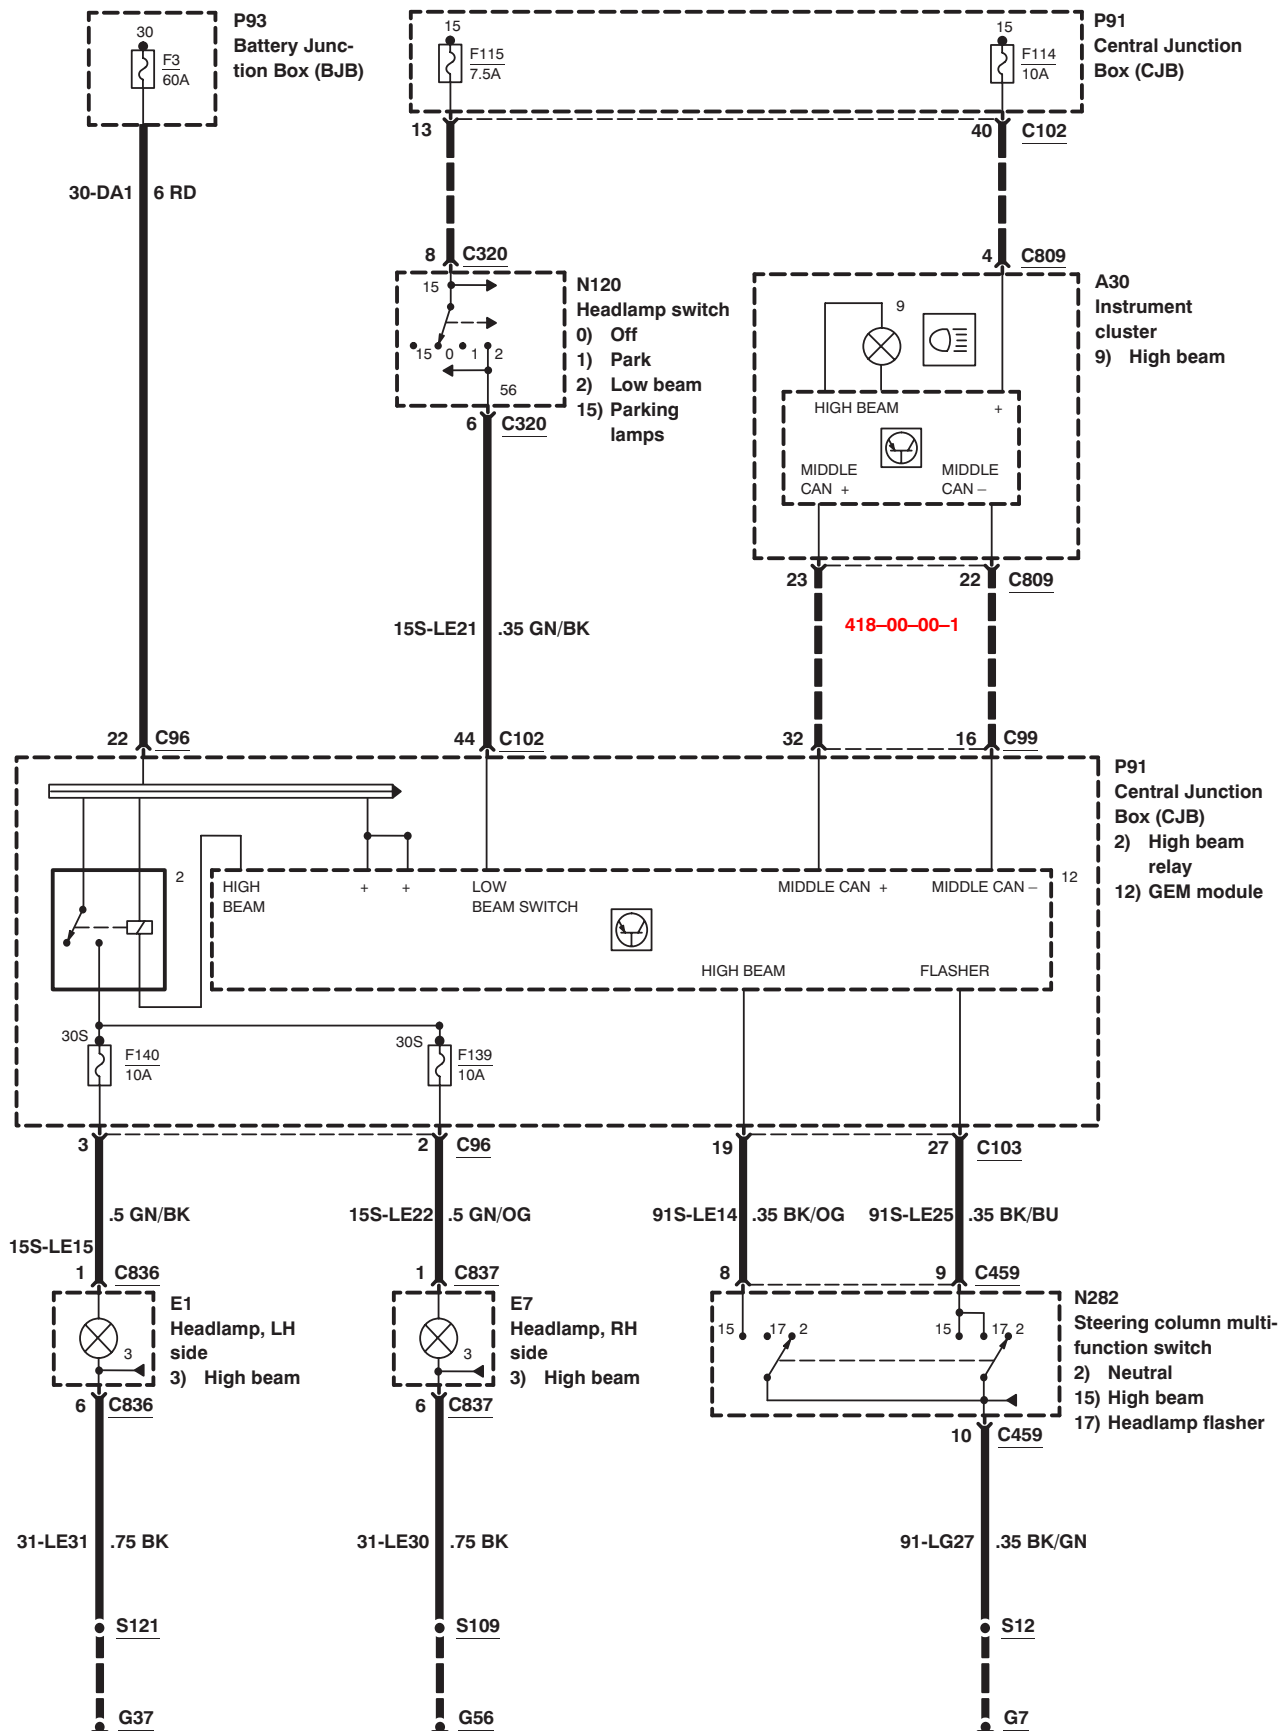 30
F3
60A
P93
Battery Junc-
tion Box (BJB)
15
F115
7.5A
15
F114
10A
P91
Central Junction
Box (CJB)
13
40
C102
30-DA1
6 RD
8
C320
4
C809
15
15
0
1
2
56
N120
Headlamp switch
0) Off
1) Park
2) Low beam
15) Parking
lamps
9
HIGH BEAM
+
MIDDLE
CAN +
MIDDLE
CAN –
A30
Instrument
cluster
9) High beam
6
C320
23
22
C809
15S-LE21
.35 GN/BK
418–00–00–1
22
C96
44
C102
32
16
C99
P91
Central Junction
Box (CJB)
2) High beam
relay
12) GEM module
2
HIGH
BEAM
+
+
LOW
BEAM SWITCH
MIDDLE CAN +
MIDDLE CAN –
12
HIGH BEAM
FLASHER
30S
F140
10A
30S
F139
10A
3
2
C96
19
27
C103
.5 GN/BK
15S-LE15
15S-LE22
.5 GN/OG
91S-LE14
.35 BK/OG
91S-LE25
.35 BK/BU
1
C836
1
C837
8
9
C459
3
E1
Headlamp, LH
side
3) High beam
3
E7
Headlamp, RH
side
3) High beam
15
17
2
15
17
2
N282
Steering column multi-
function switch
2) Neutral
15) High beam
17) Headlamp flasher
6
C836
6
C837
10
C459
31-LE31
.75 BK
31-LE30
.75 BK
91-LG27
.35 BK/GN
S121
S109
S12
G37
G56
G7